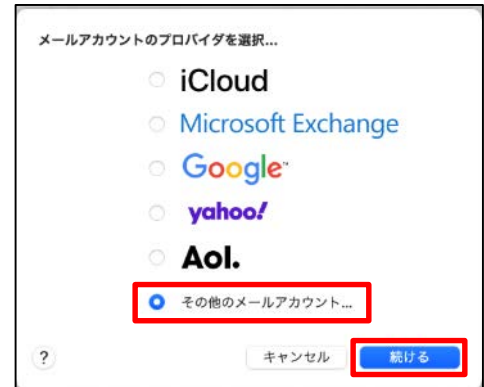 メールアカウントのプロバイダを選択...
iCloud
Microsoft Exchange
Google™
yahoo!
Aol.
その他のメールアカウント...
? キャンセル 続ける